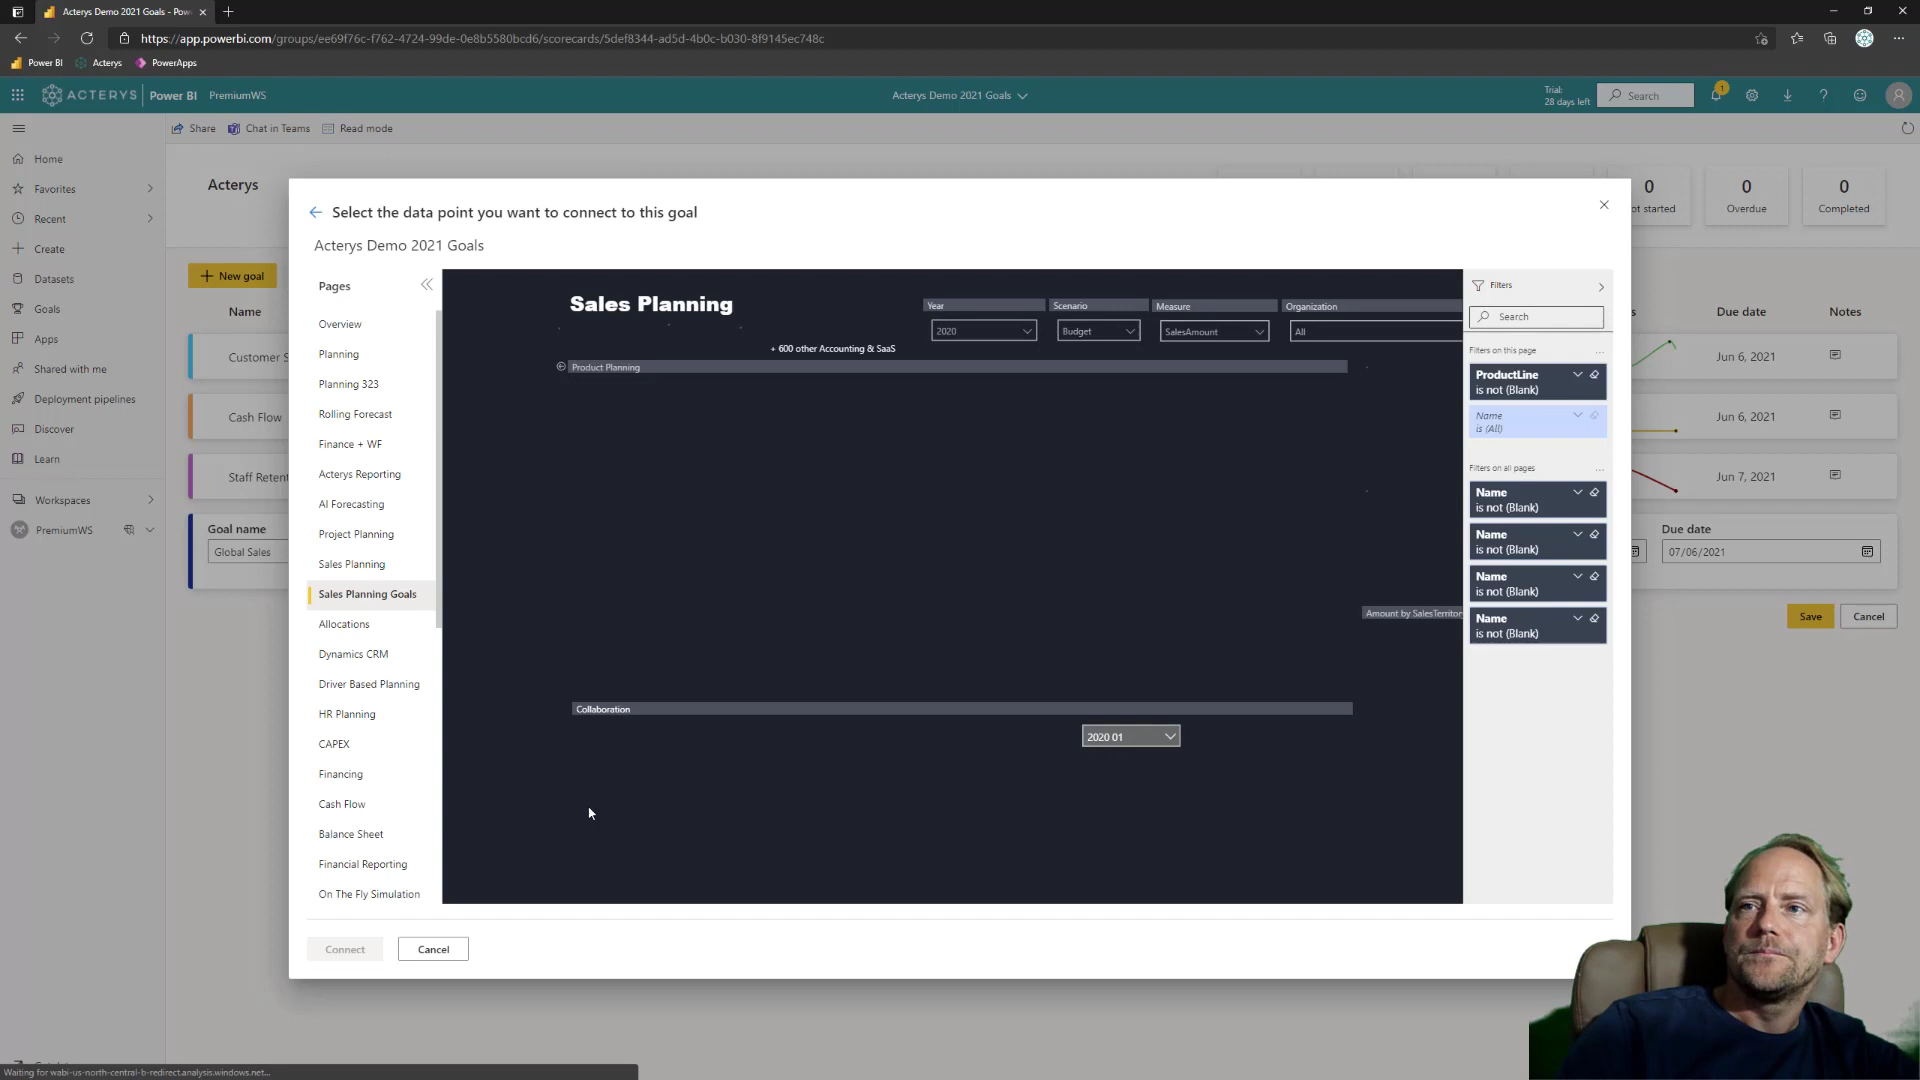 Acterys Demo 2021 Goals - Pow
https://app.powerbi.com/groups/ee69f76c-f762-4724-99de-0e8b5580bcd6/scorecards/5def8344-ad5d-4b0c-b030-8f9145ec748c
Power BI
Acterys
PowerApps
ACTERYS
Power BI
PremiumWS
Acterys Demo 2021 Goals
Trial:
28 days left
Search
1
Share
Chat in Teams
Read mode
Home
Favorites
Recent
Create
Datasets
Goals
Apps
Shared with me
Deployment pipelines
Discover
Learn
Workspaces
PremiumWS
Acterys
0
ot started
0
Overdue
0
Completed
New goal
Name
Customer S
Cash Flow
Staff Retent
Goal name
Global Sales
Select the data point you want to connect to this goal
Acterys Demo 2021 Goals
Pages
Overview
Planning
Planning 323
Rolling Forecast
Finance + WF
Acterys Reporting
AI Forecasting
Project Planning
Sales Planning
Sales Planning Goals
Allocations
Dynamics CRM
Driver Based Planning
HR Planning
CAPEX
Financing
Cash Flow
Balance Sheet
Financial Reporting
On The Fly Simulation
Sales Planning
Year
2020
Scenario
Budget
Measure
SalesAmount
Organization
All
+ 600 other Accounting & SaaS
Product Planning
Amount by SalesTerritor
Collaboration
2020 01
Filters
Search
Filters on this page
ProductLine
is not (Blank)
Name
is (All)
Filters on all pages
Name
is not (Blank)
Name
is not (Blank)
Name
is not (Blank)
Name
is not (Blank)
Connect
Cancel
s
Due date
Notes
Jun 6, 2021
Jun 6, 2021
Jun 7, 2021
Due date
07/06/2021
Save
Cancel
Waiting for wabi-us-north-central-b-redirect.analysis.windows.net...